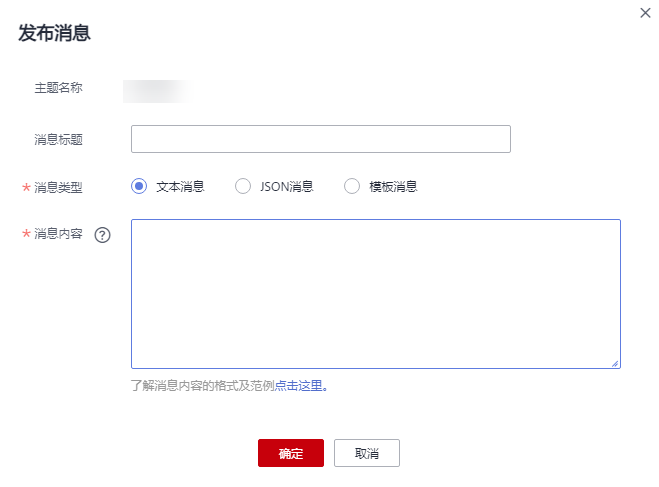 发布消息
主题名称
消息标题
* 消息类型 文本消息 JSON消息 模板消息
* 消息内容 ?
了解消息内容的格式及范例点击这里。
确定 取消